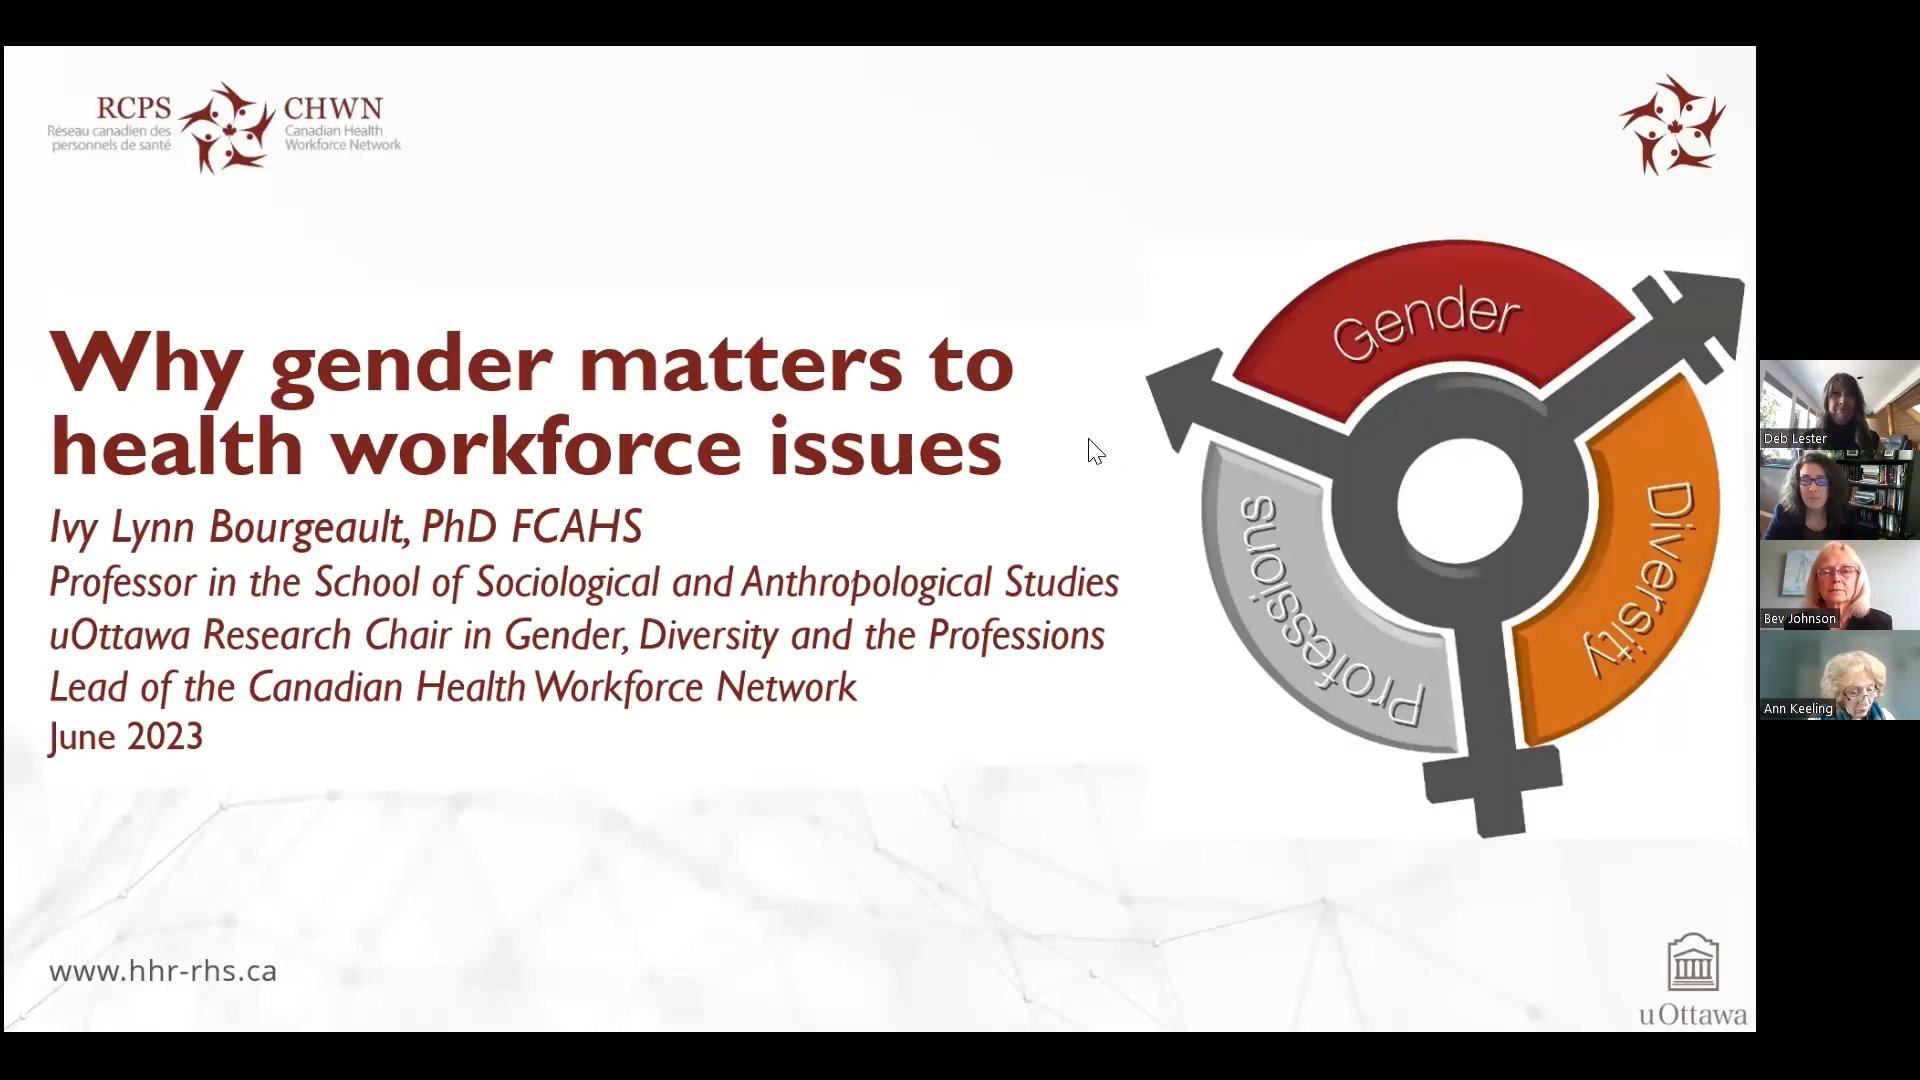 RCPS
Réseau canadien des
personnels de santé
CHWN
Canadian Health
Workforce Network
Why gender matters to
health workforce issues
Ivy Lynn Bourgeault, PhD FCAHS
Professor in the School of Sociological and Anthropological Studies
uOttawa Research Chair in Gender, Diversity and the Professions
Lead of the Canadian Health Workforce Network
June 2023
Gender
Diversity
Professions
www.hhr-rhs.ca
uOttawa
Deb Lester
Bev Johnson
Ann Keeling